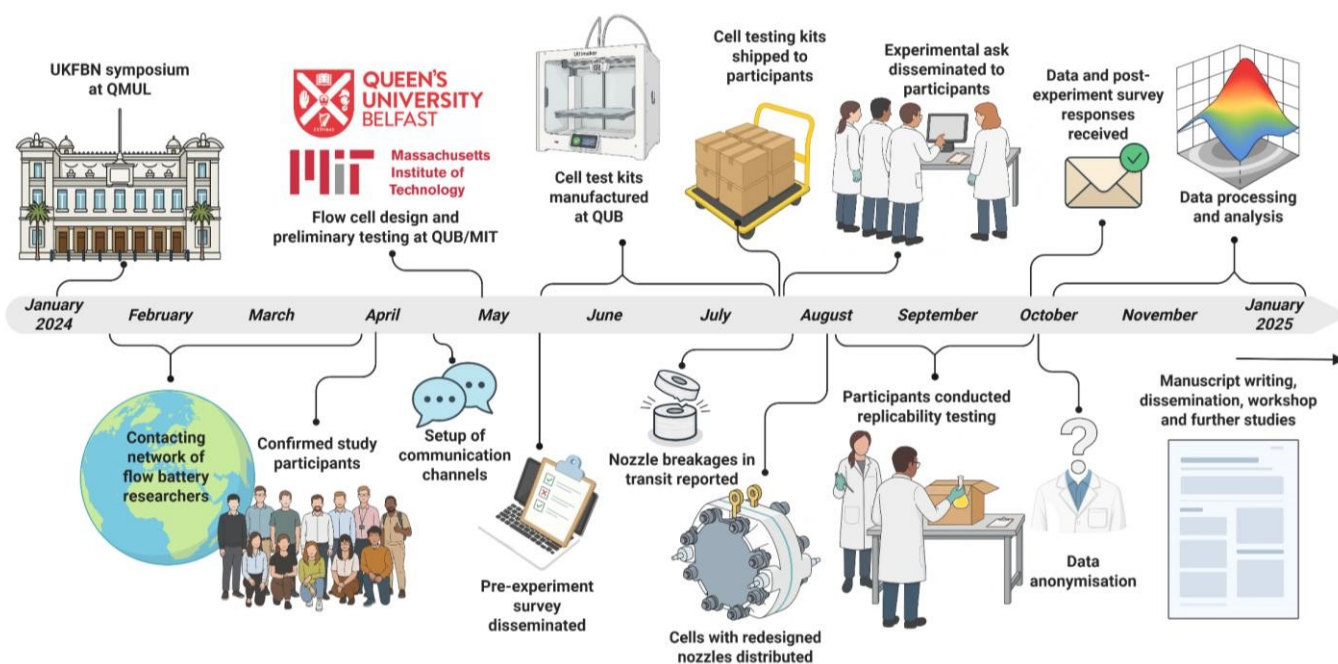 UKFBN symposium
at QMUL
QUEEN'S
UNIVERSITY
BELFAST
MIT
Massachusetts
Institute of
Technology
Flow cell design and
preliminary testing at QUB/MIT
Ultimaker
Cell test kits
manufactured
at QUB
Cell testing kits
shipped to
participants
Experimental ask
disseminated to
participants
Data and post-
experiment survey
responses
received
Data processing
and analysis
January
2024
February
March
April
May
June
July
August
September
October
November
January
2025
Contacting
network of
flow battery
researchers
Confirmed study
participants
Setup of
communication
channels
Pre-experiment
survey
disseminated
Nozzle breakages in
transit reported
Cells with redesigned
nozzles distributed
Participants conducted
replicability testing
Data
anonymisation
Manuscript writing,
dissemination, workshop
and further studies